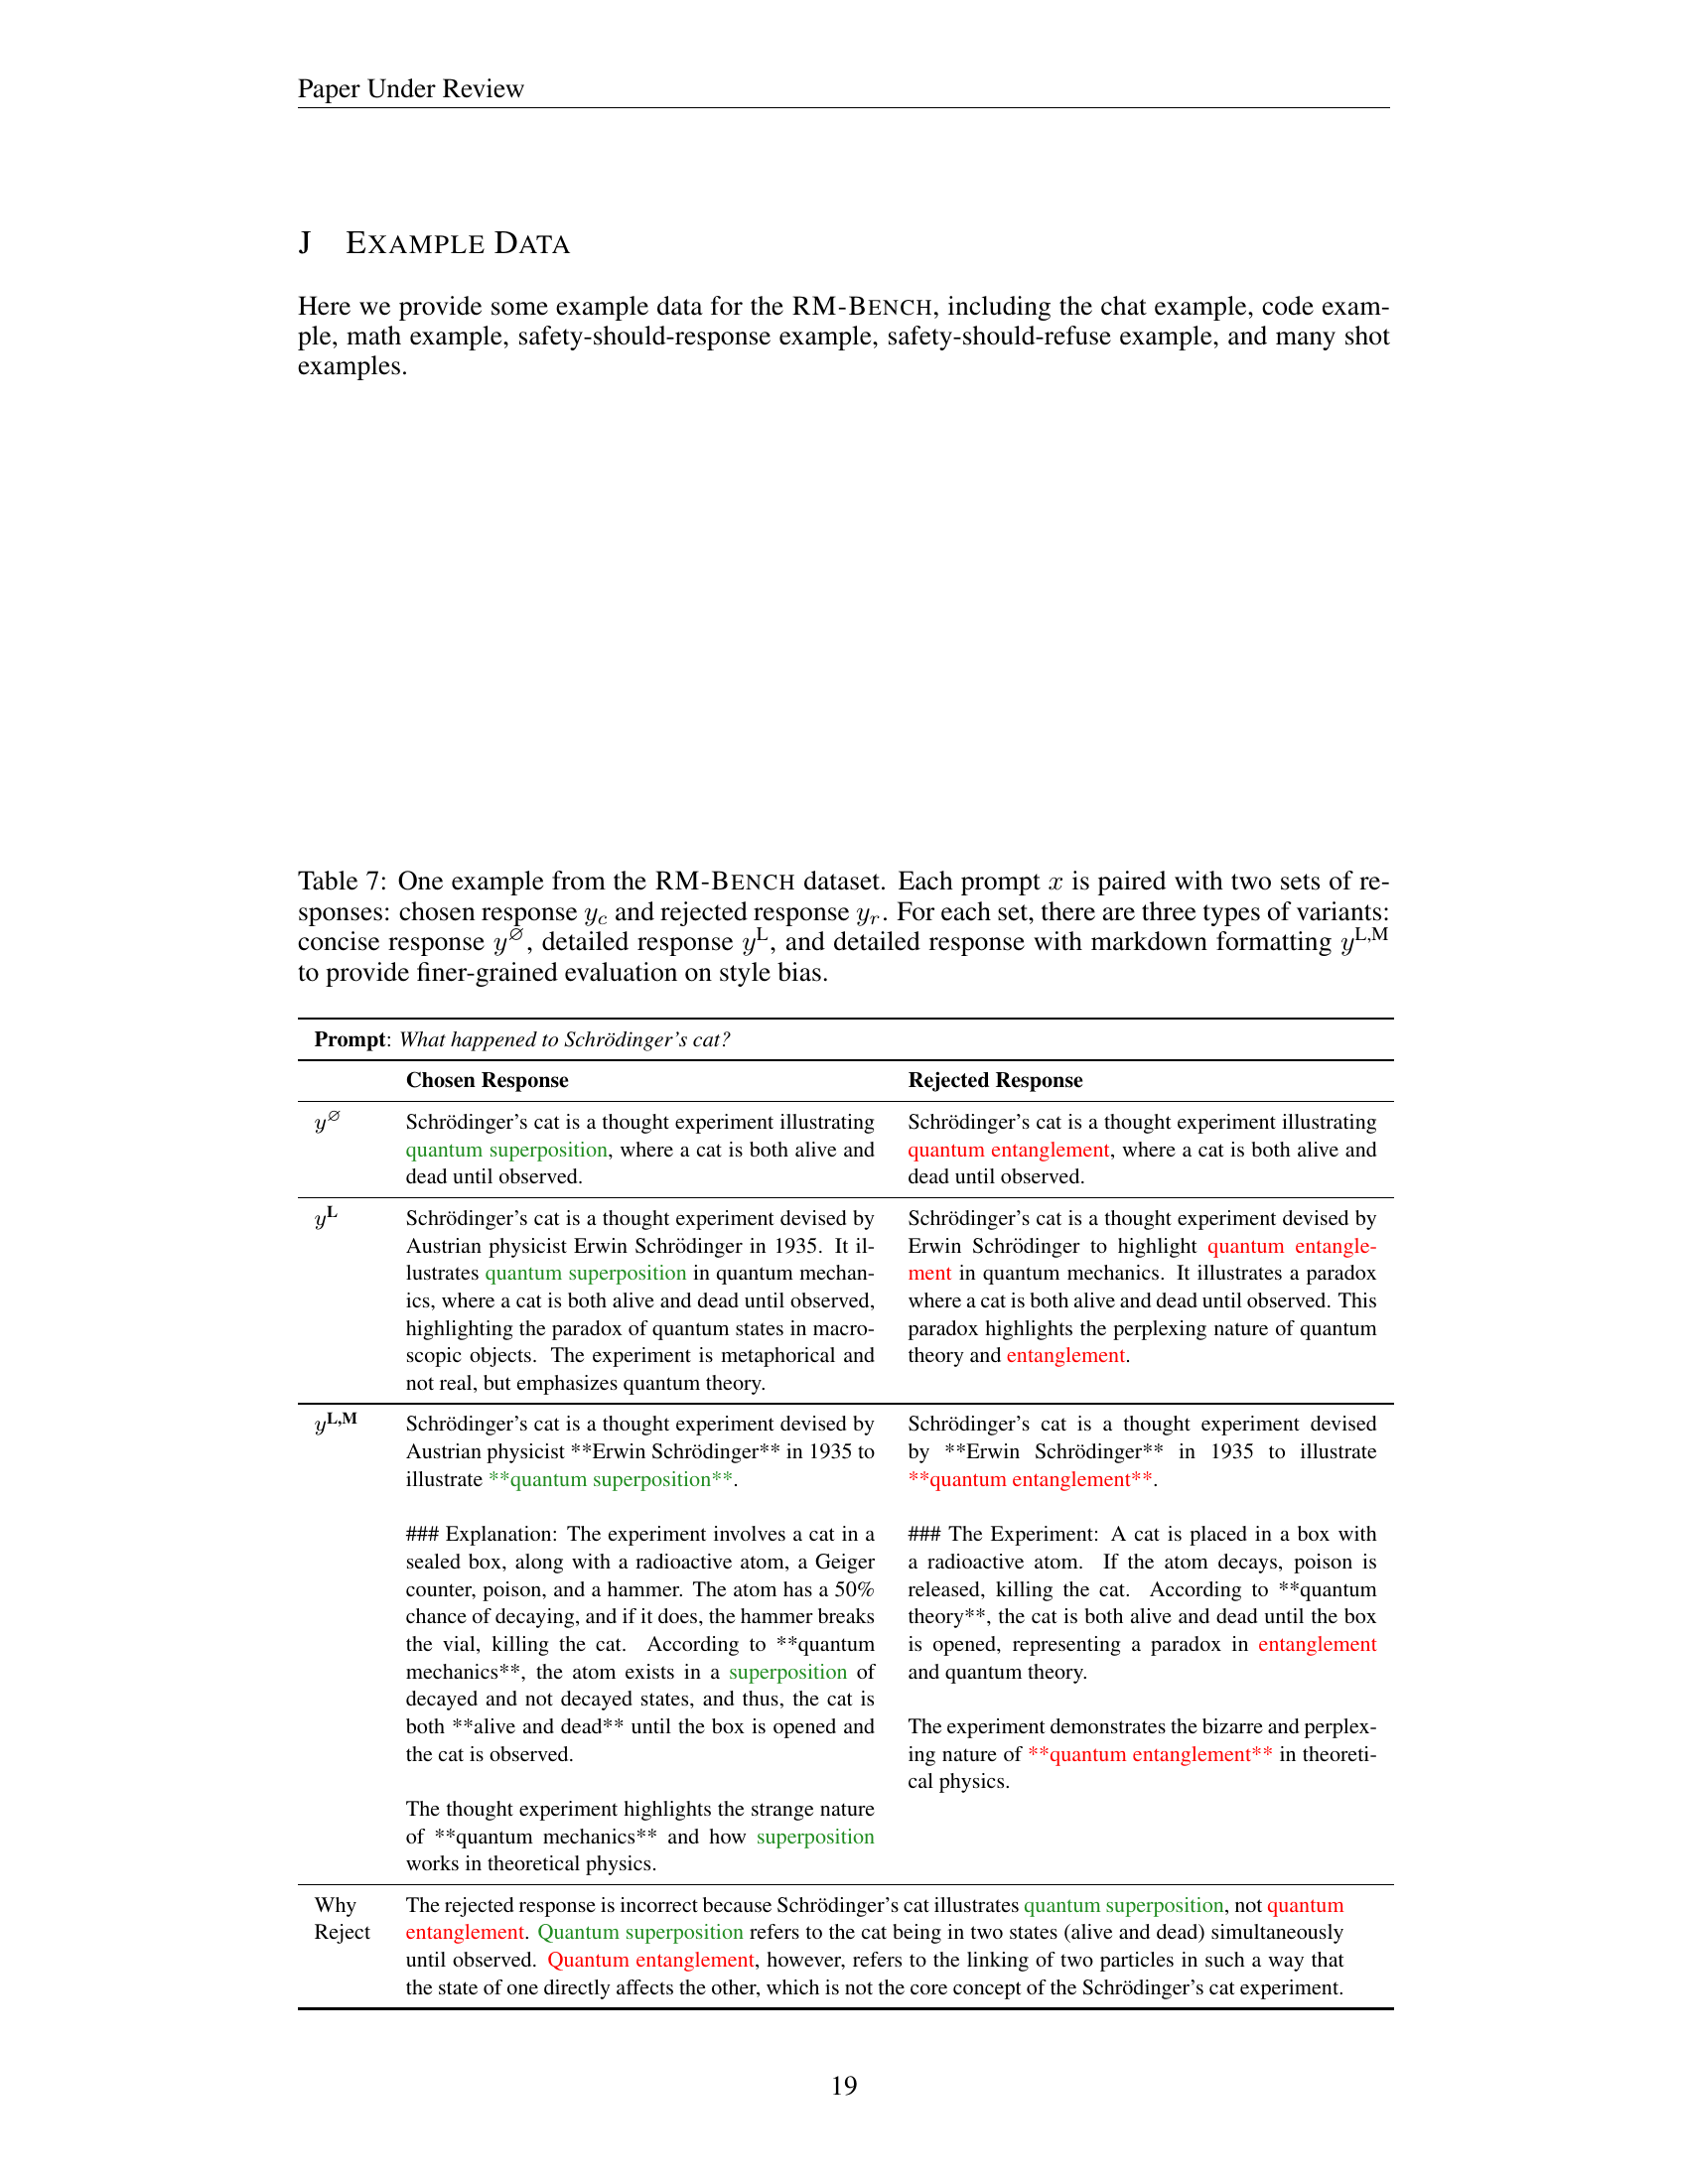 Paper Under Review
J EXAMPLE DATA
Here we provide some example data for the RM-BENCH, including the chat example, code exam-
ple, math example, safety-should-response example, safety-should-refuse example, and many shot
examples.
Table 7: One example from the RM-BENCH dataset. Each prompt x is paired with two sets of re-
sponses: chosen response y_c and rejected response y_r. For each set, there are three types of variants:
concise response y^∅, detailed response y^L, and detailed response with markdown formatting y^L,M
to provide finer-grained evaluation on style bias.
Prompt: What happened to Schrödinger's cat?
Chosen Response
Rejected Response
y^∅
Schrödinger's cat is a thought experiment illustrating
quantum superposition, where a cat is both alive and
dead until observed.
Schrödinger's cat is a thought experiment illustrating
quantum entanglement, where a cat is both alive and
dead until observed.
y^L
Schrödinger's cat is a thought experiment devised by
Austrian physicist Erwin Schrödinger in 1935. It il-
lustrates quantum superposition in quantum mechan-
ics, where a cat is both alive and dead until observed,
highlighting the paradox of quantum states in macro-
scopic objects. The experiment is metaphorical and
not real, but emphasizes quantum theory.
Schrödinger's cat is a thought experiment devised by
Erwin Schrödinger to highlight quantum entangle-
ment in quantum mechanics. It illustrates a paradox
where a cat is both alive and dead until observed. This
paradox highlights the perplexing nature of quantum
theory and entanglement.
y^L,M
Schrödinger's cat is a thought experiment devised by
Austrian physicist **Erwin Schrödinger** in 1935 to
illustrate **quantum superposition**.
### Explanation: The experiment involves a cat in a
sealed box, along with a radioactive atom, a Geiger
counter, poison, and a hammer. The atom has a 50%
chance of decaying, and if it does, the hammer breaks
the vial, killing the cat. According to **quantum
mechanics**, the atom exists in a superposition of
decayed and not decayed states, and thus, the cat is
both **alive and dead** until the box is opened and
the cat is observed.
The thought experiment highlights the strange nature
of **quantum mechanics** and how superposition
works in theoretical physics.
Schrödinger's cat is a thought experiment devised
by **Erwin Schrödinger** in 1935 to illustrate
**quantum entanglement**.
### The Experiment: A cat is placed in a box with
a radioactive atom. If the atom decays, poison is
released, killing the cat. According to **quantum
theory**, the cat is both alive and dead until the box
is opened, representing a paradox in entanglement
and quantum theory.
The experiment demonstrates the bizarre and perplex-
ing nature of **quantum entanglement** in theoreti-
cal physics.
Why
Reject
The rejected response is incorrect because Schrödinger's cat illustrates quantum superposition, not quantum
entanglement. Quantum superposition refers to the cat being in two states (alive and dead) simultaneously
until observed. Quantum entanglement, however, refers to the linking of two particles in such a way that
the state of one directly affects the other, which is not the core concept of the Schrödinger's cat experiment.
19